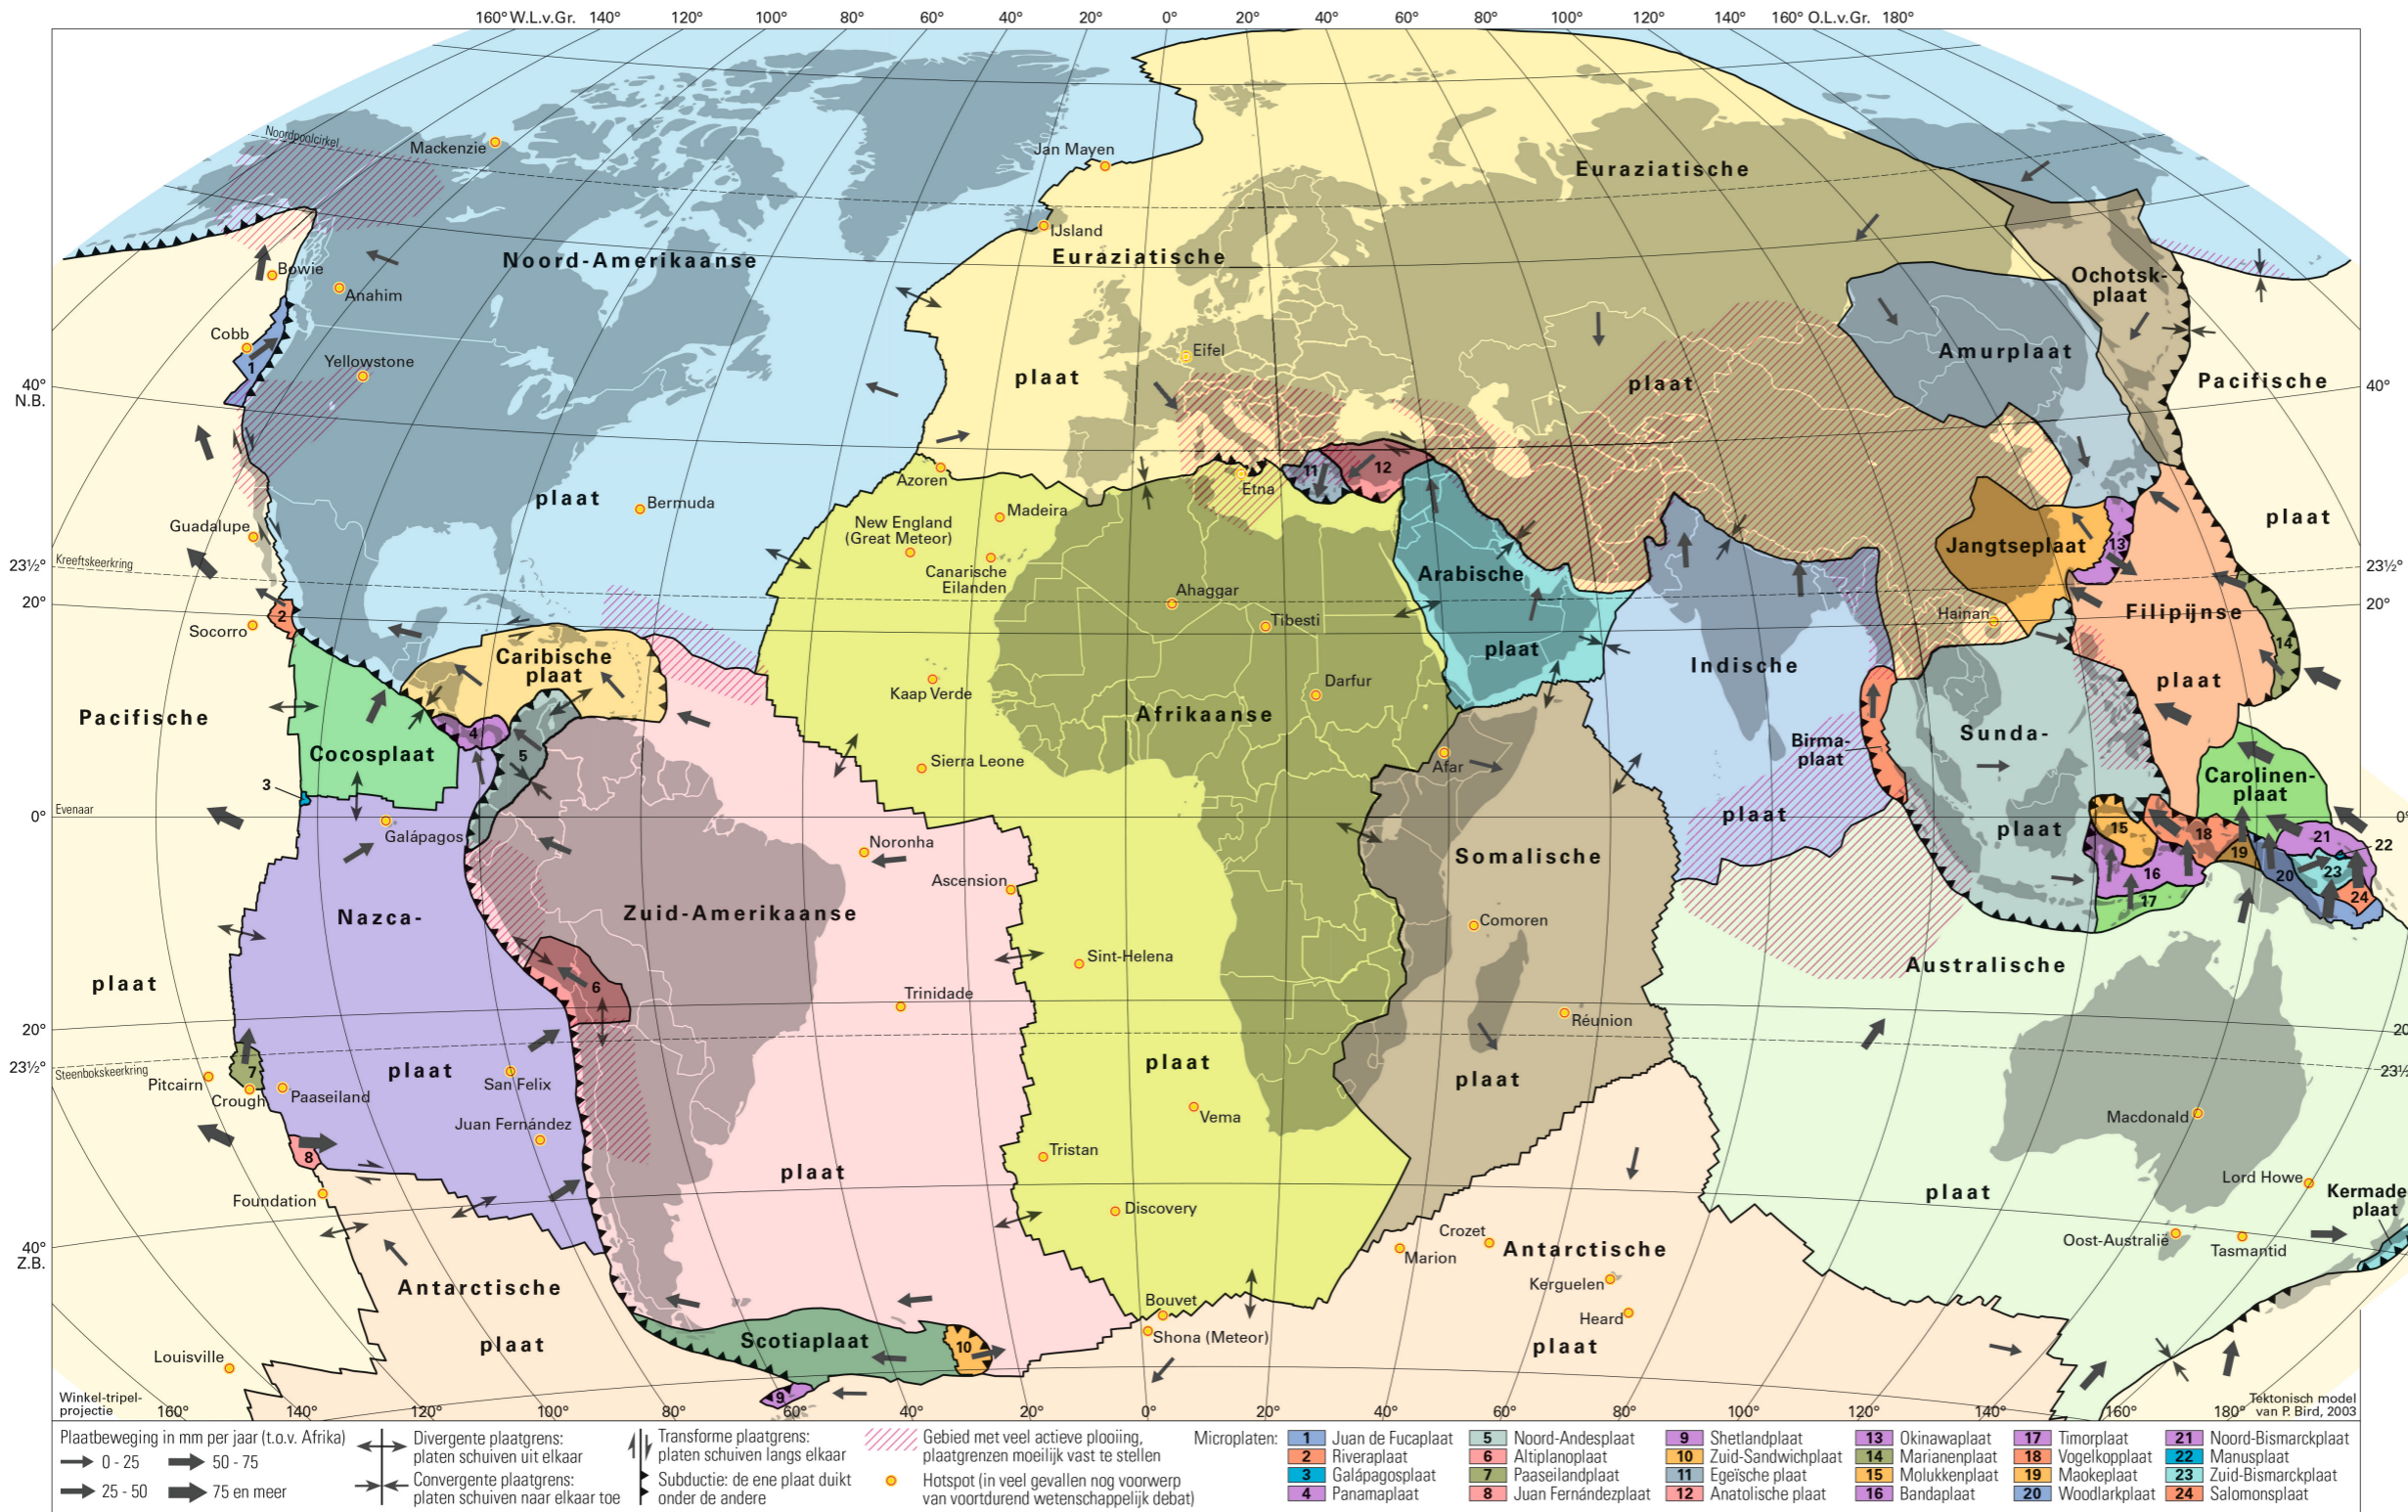 160° W.L.v.Gr. 140° 120° 100° 80° 60° 40° 20° 0° 20° 40° 60° 80° 100° 120° 140° 160° O.L.v.Gr. 180°
Noordpoolcirkel
Mackenzie
Jan Mayen
Euraziatische
IJsland
Noord-Amerikaanse
Euraziatische
Bowie
Anahim
Ochotsk-
plaat
Cobb
1
Yellowstone
Eifel
Amurplaat
plaat
plaat
Pacifische
40°
N.B.
40°
11
12
Azoren
Etna
plaat
Bermuda
Madeira
New England
(Great Meteor)
Guadalupe
plaat
Canarische
Eilanden
Jangtseplaat
13
Kreeftskeerkring
23½°
23½°
Arabische
Ahaggar
20°
20°
2
Socorro
Tibesti
Hainan
Filipijnse
14
Caribische
plaat
plaat
Indische
Kaap Verde
Darfur
plaat
Pacifische
Afrikaanse
4
5
Cocosplaat
Sierra Leone
Afar
Birma-
plaat
Sunda-
Carolinen-
plaat
3
Evenaar
0°
0°
Galápagos
plaat
plaat
15
18
21
22
Noronha
Somalische
19
23
20
16
24
17
Ascension
Nazca-
Zuid-Amerikaanse
Comoren
Sint-Helena
Australische
plaat
6
Trinidade
Réunion
20°
20
23½°
23½
Steenbokskeerking
plaat
plaat
plaat
Pitcairn
7
Crough
Paaseiland
San Felix
Juan Fernández
Vema
Macdonald
8
Tristan
plaat
Foundation
Discovery
plaat
Lord Howe
Kermade
plaat
40°
Z.B.
Crozet
Marion
Antarctische
Oost-Australië
Tasmantid
Kerguelen
Antarctische
Bouvet
Heard
plaat
Scotiaplaat
10
Shona (Meteor)
plaat
Louisville
9
Winkel-tripel-
projectie
Tektonisch model
van P. Bird, 2003
160° 140° 120° 100° 80° 60° 40° 20° 0° 20° 40° 60° 80° 100° 120° 140° 160° 180°
Plaatbeweging in mm per jaar (t.o.v. Afrika)
0 - 25
50 - 75
25 - 50
75 en meer
Divergente plaatgrens:
platen schuiven uit elkaar
Convergente plaatgrens:
platen schuiven naar elkaar toe
Transforme plaatgrens:
platen schuiven langs elkaar
Subductie: de ene plaat duikt
onder de andere
Gebied met veel actieve plooiing,
plaatgrenzen moeilijk vast te stellen
Hotspot (in veel gevallen nog voorwerp
van voortdurend wetenschappelijk debat)
Microplaten:
1 Juan de Fucaplaat
2 Riveraplaat
3 Galápagosplaat
4 Panamaplaat
5 Noord-Andesplaat
6 Altiplanoplaat
7 Paaseilandplaat
8 Juan Fernándezplaat
9 Shetlandplaat
10 Zuid-Sandwichplaat
11 Egeïsche plaat
12 Anatolische plaat
13 Okinawaplaat
14 Marianenplaat
15 Molukkenplaat
16 Bandaplaat
17 Timorplaat
18 Vogelkopplaat
19 Maokeplaat
20 Woodlarkplaat
21 Noord-Bismarckplaat
22 Manusplaat
23 Zuid-Bismarckplaat
24 Salomonsplaat